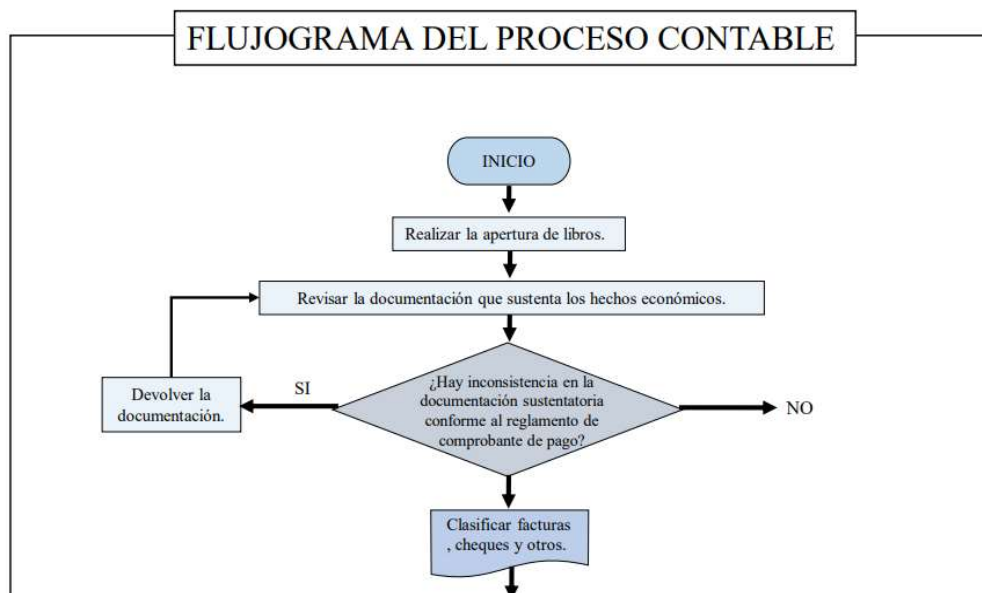 FLUJOGRAMA DEL PROCESO CONTABLE
INICIO
Realizar la apertura de libros.
Revisar la documentación que sustenta los hechos económicos.
¿Hay inconsistencia en la
documentación sustentatoria
conforme al reglamento de
comprobante de pago?
SI
Devolver la
documentación.
NO
Clasificar facturas
, cheques y otros.